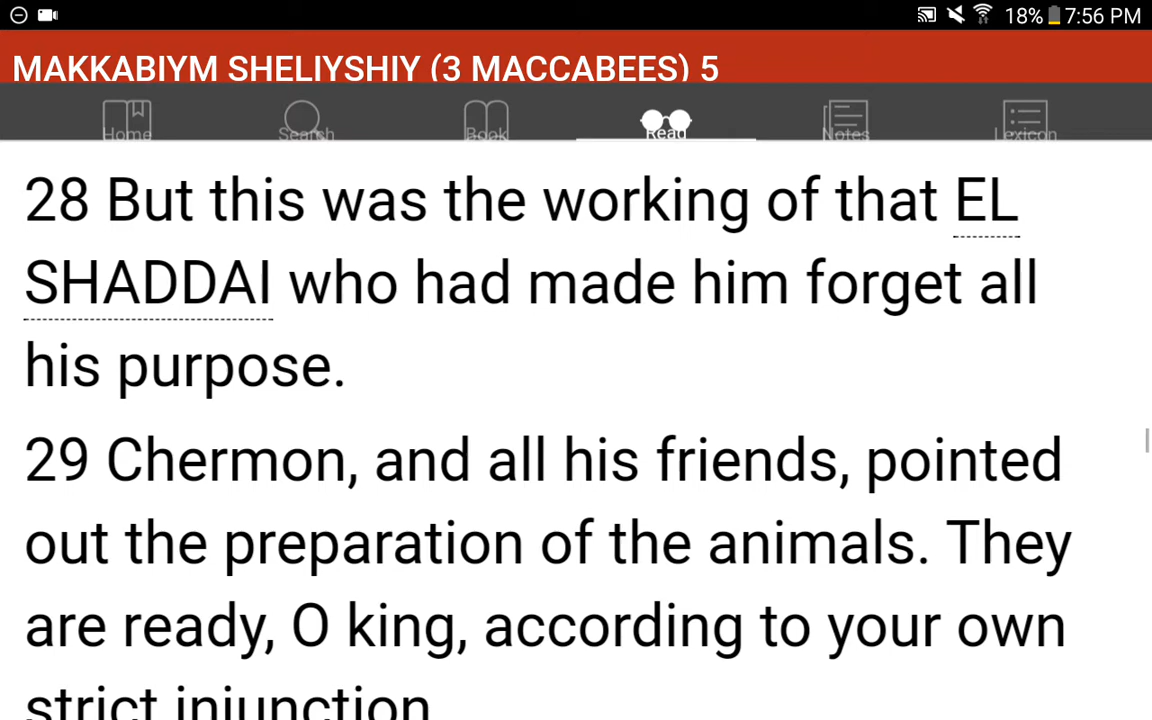 18% 7:56 PM
MAKKABIYM SHELIYSHIY (3 MACCABEES) 5
Home Search Book Read Notes Lexicon
28 But this was the working of that EL
SHADDAI who had made him forget all
his purpose.
29 Chermon, and all his friends, pointed
out the preparation of the animals. They
are ready, O king, according to your own
strict injunction.